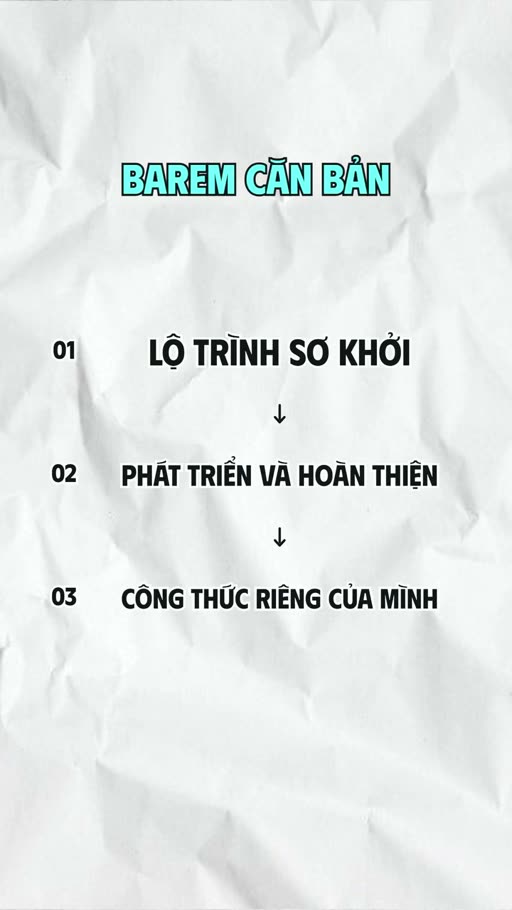 BAREM CĂN BẢN
01 LỘ TRÌNH SƠ KHỞI
↓
02 PHÁT TRIỂN VÀ HOÀN THIỆN
↓
03 CÔNG THỨC RIÊNG CỦA MÌNH